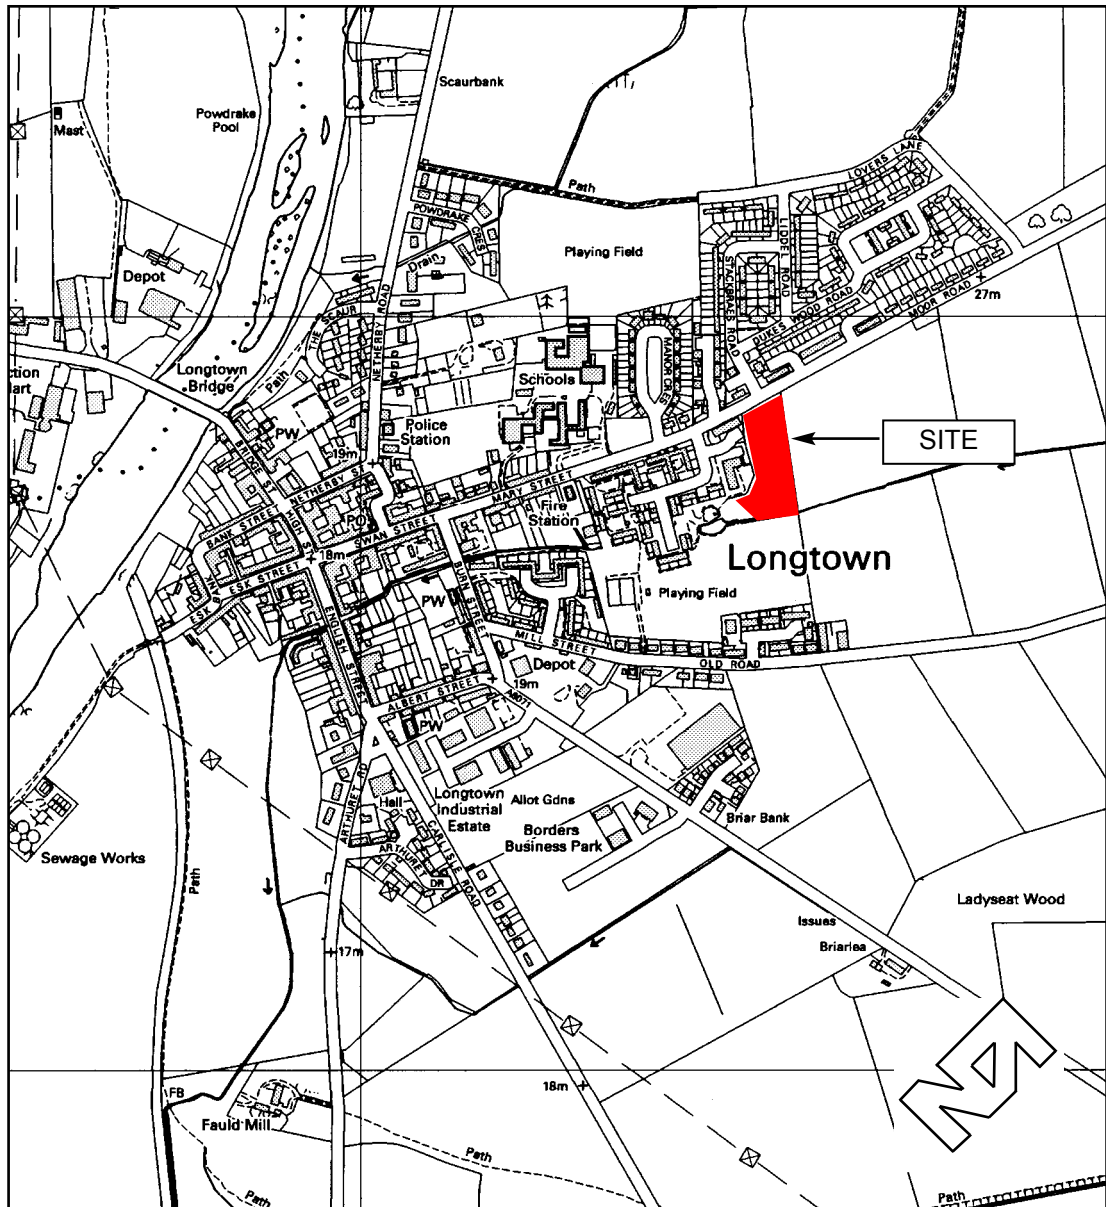 Scaurbank
Powdrake
Pool
Mast
Path
LOVERS LANE
POWDRAKE
CRES
Drain
Playing Field
LIDDEL ROAD
STACKBRAES ROAD
DUKES WOOD ROAD
MOOR ROAD
27m
Depot
THE SCAUR
NETHERBY ROAD
ction
lart
Longtown
Bridge
Path
Schools
MANOR CRES
Police
Station
PW
BRIDGE ST
19m
NETHERBY ST
MARY STREET
SITE
BANK STREET
HIGH ST
PO
SWAN STREET
Fire
Station
18m
ESK BANK
ESK STREET
Longtown
BURN STREET
PW
Playing Field
ENGLISH STREET
MILL STREET
OLD ROAD
Depot
19m
ALBERT STREET
A6071
PW
ARTHURET RD
Hall
Longtown
Industrial
Estate
Allot Gdns
Borders
Business Park
Briar Bank
Sewage Works
ARTHURET
DR
CARLISLE ROAD
Path
Ladyseat Wood
Issues
Briarlea
17m
18m
FB
Fauld Mill
Path
Path
Path